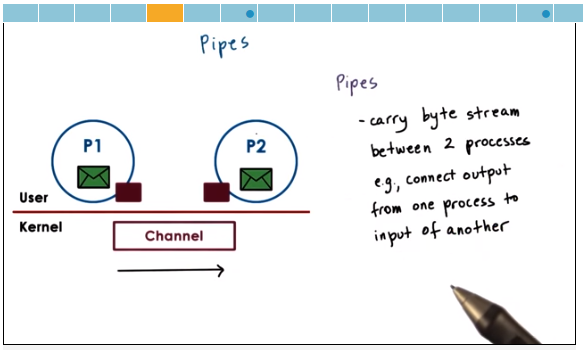 Pipes
Pipes
- carry byte stream
between 2 processes
e.g., connect output
from one process to
input of another
P1
P2
User
Kernel
Channel